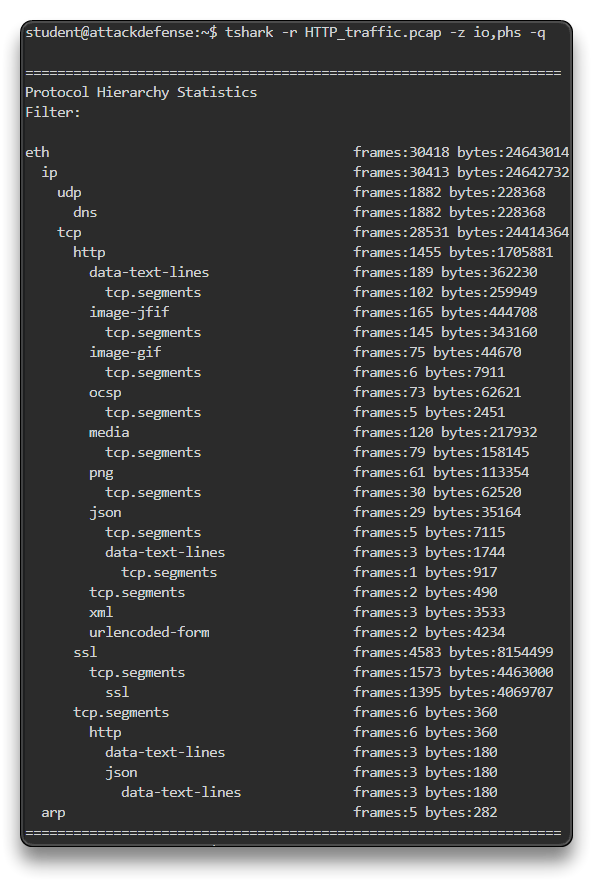 student@attackdefense:~$ tshark -r HTTP_traffic.pcap -z io,phs -q
===================================================================
Protocol Hierarchy Statistics
Filter:
eth frames:30418 bytes:24643014
ip frames:30413 bytes:24642732
udp frames:1882 bytes:228368
dns frames:1882 bytes:228368
tcp frames:28531 bytes:24414364
http frames:1455 bytes:1705881
data-text-lines frames:189 bytes:362230
tcp.segments frames:102 bytes:259949
image-jfif frames:165 bytes:444708
tcp.segments frames:145 bytes:343160
image-gif frames:75 bytes:44670
tcp.segments frames:6 bytes:7911
ocsp frames:73 bytes:62621
tcp.segments frames:5 bytes:2451
media frames:120 bytes:217932
tcp.segments frames:79 bytes:158145
png frames:61 bytes:113354
tcp.segments frames:30 bytes:62520
json frames:29 bytes:35164
tcp.segments frames:5 bytes:7115
data-text-lines frames:3 bytes:1744
tcp.segments frames:1 bytes:917
tcp.segments frames:2 bytes:490
xml frames:3 bytes:3533
urlencoded-form frames:2 bytes:4234
ssl frames:4583 bytes:8154499
tcp.segments frames:1573 bytes:4463000
ssl frames:1395 bytes:4069707
tcp.segments frames:6 bytes:360
http frames:6 bytes:360
data-text-lines frames:3 bytes:180
json frames:3 bytes:180
data-text-lines frames:3 bytes:180
arp frames:5 bytes:282
===================================================================